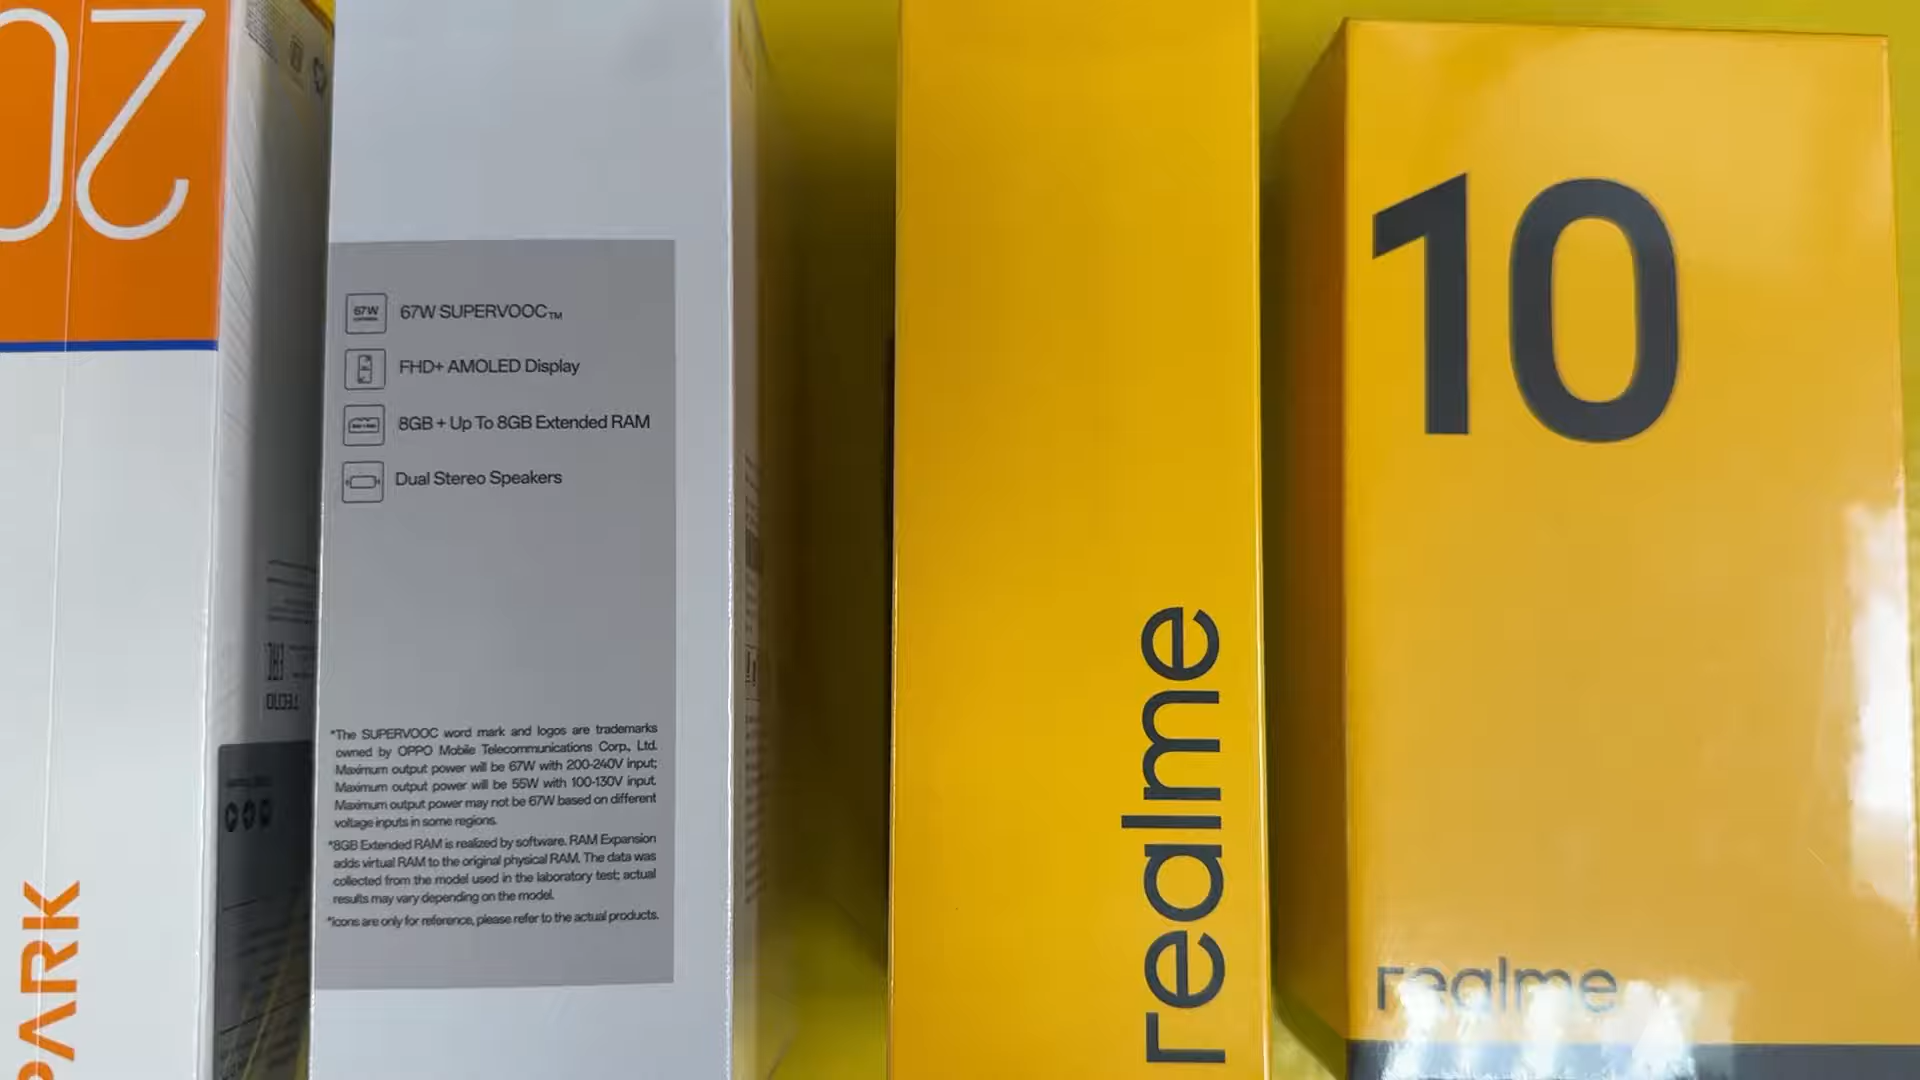 20
PARK
TECNO
67W
67W SUPERVOOC™
FHD+ AMOLED Display
8GB + Up To 8GB Extended RAM
Dual Stereo Speakers
*The SUPERVOOC word mark and logos are trademarks
owned by OPPO Mobile Telecommunications Corp., Ltd.
Maximum output power will be 67W with 200-240V input;
Maximum output power will be 55W with 100-130V input.
Maximum output power may not be 67W based on different
voltage inputs in some regions.
*8GB Extended RAM is realized by software. RAM Expansion
adds virtual RAM to the original physical RAM. The data was
collected from the model used in the laboratory test; actual
results may vary depending on the model.
*Icons are only for reference, please refer to the actual products.
realme
10
realme